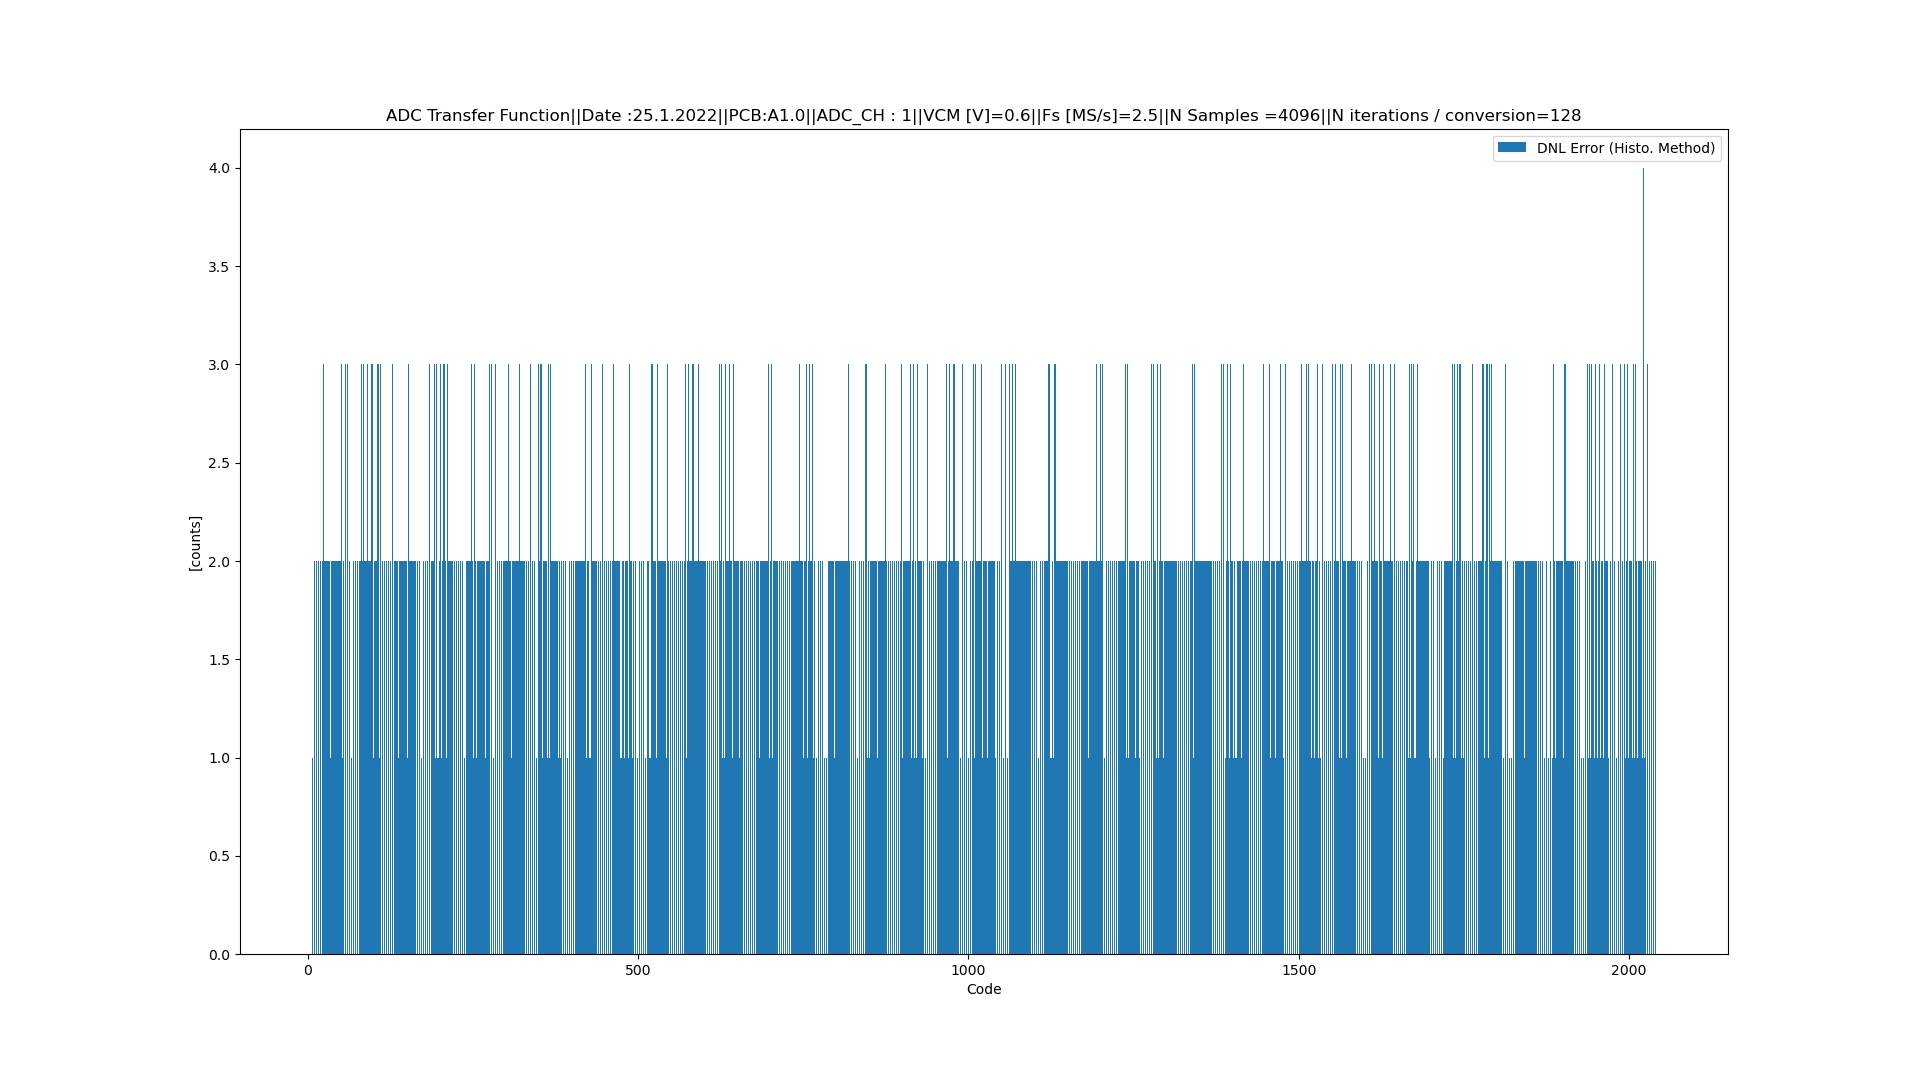 ADC Transfer Function||Date :25.1.2022||PCB:A1.0||ADC_CH : 1||VCM [V]=0.6||Fs [MS/s]=2.5||N Samples =4096||N iterations / conversion=128
DNL Error (Histo. Method)
4.0
3.5
3.0
2.5
2.0
1.5
1.0
0.5
0.0
[counts]
0 500 1000 1500 2000
Code